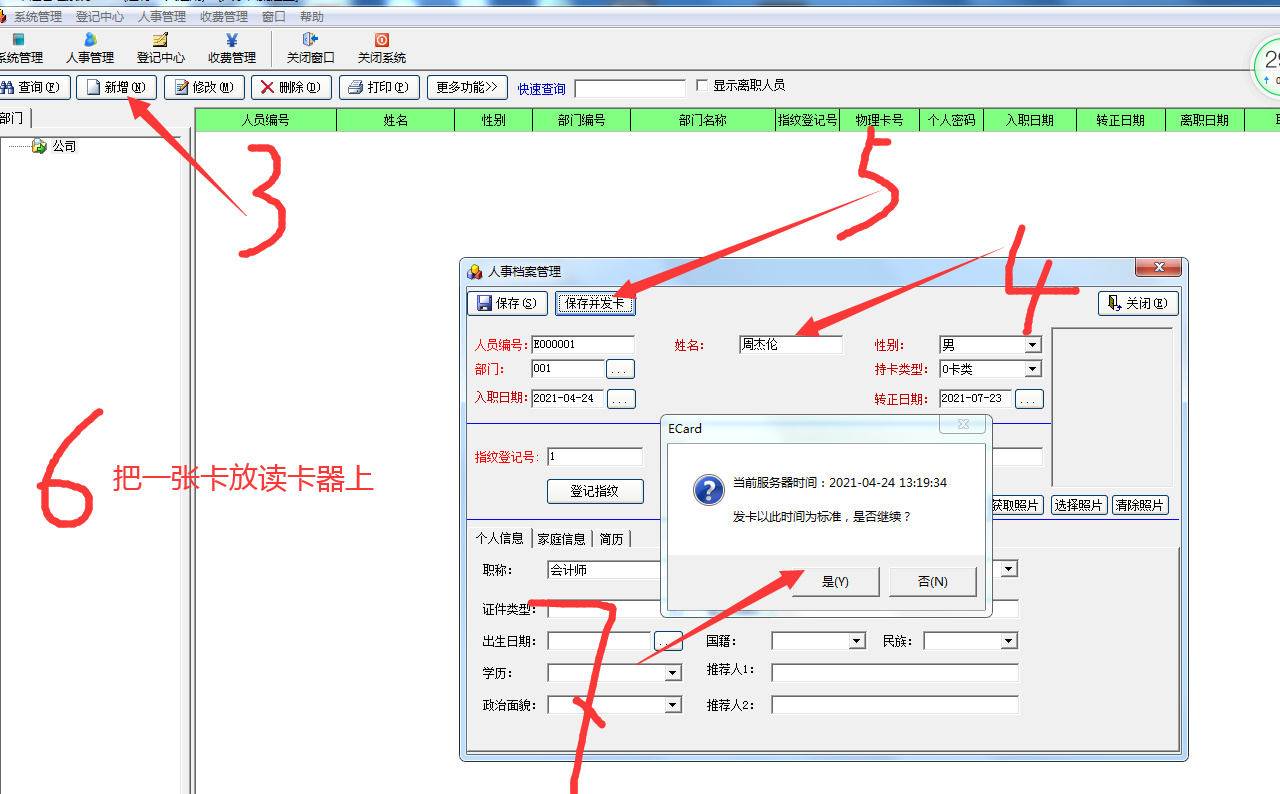 系统管理 登记中心 人事管理 收费管理 窗口 帮助
系统管理 人事管理 登记中心 收费管理 关闭窗口 关闭系统
查询(F) 新增(N) 修改(M) 删除(D) 打印(P) 更多功能>> 快速查询 显示离职人员
部门 人员编号 姓名 性别 部门编号 部门名称 指纹登记号 物理卡号 个人密码 入职日期 转正日期 离职日期
公司
3
5
4
人事档案管理
保存(S) 保存并发卡 关闭(E)
人员编号: E000001 姓名: 周杰伦 性别: 男
部门: 001 ... 持卡类型: 0卡类
入职日期: 2021-04-24 ... 转正日期: 2021-07-23 ...
ECard
6 把一张卡放读卡器上
指纹登记号: 1
当前服务器时间：2021-04-24 13:19:34
登记指纹
获取照片 选择照片 清除照片
发卡以此时间为标准，是否继续？
个人信息 家庭信息 简历
职称: 会计师
是(Y) 否(N)
证件类型:
7
出生日期: ... 国籍: 民族:
学历: 推荐人1:
政治面貌: 推荐人2: